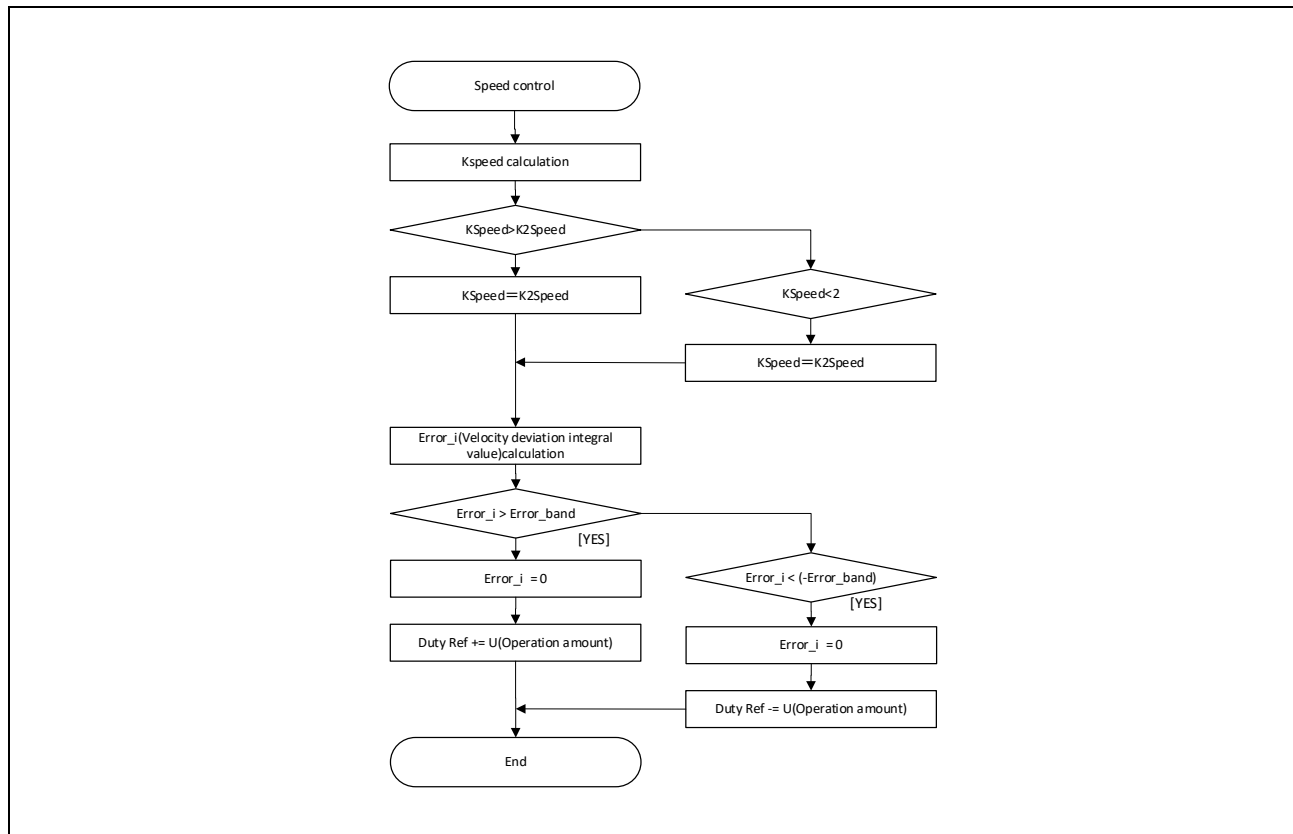 Speed control
Kspeed calculation
KSpeed>K2Speed
KSpeed＝K2Speed
KSpeed<2
KSpeed＝K2Speed
Error_i(Velocity deviation integral
value)calculation
Error_i > Error_band
[YES]
Error_i = 0
Duty Ref += U(Operation amount)
Error_i < (-Error_band)
[YES]
Error_i = 0
Duty Ref -= U(Operation amount)
End